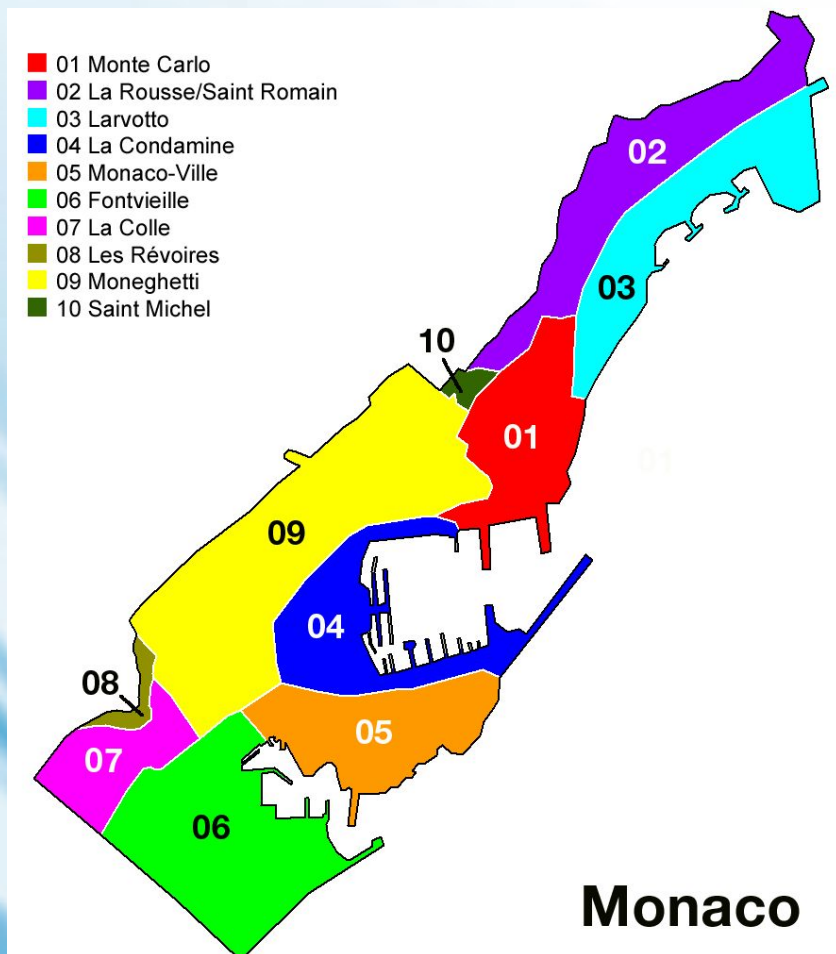 01 Monte Carlo
02 La Rousse/Saint Romain
03 Larvotto
04 La Condamine
05 Monaco-Ville
06 Fontvieille
07 La Colle
08 Les Révoires
09 Moneghetti
10 Saint Michel
02
03
10
01
01
09
04
08
05
07
06
Monaco